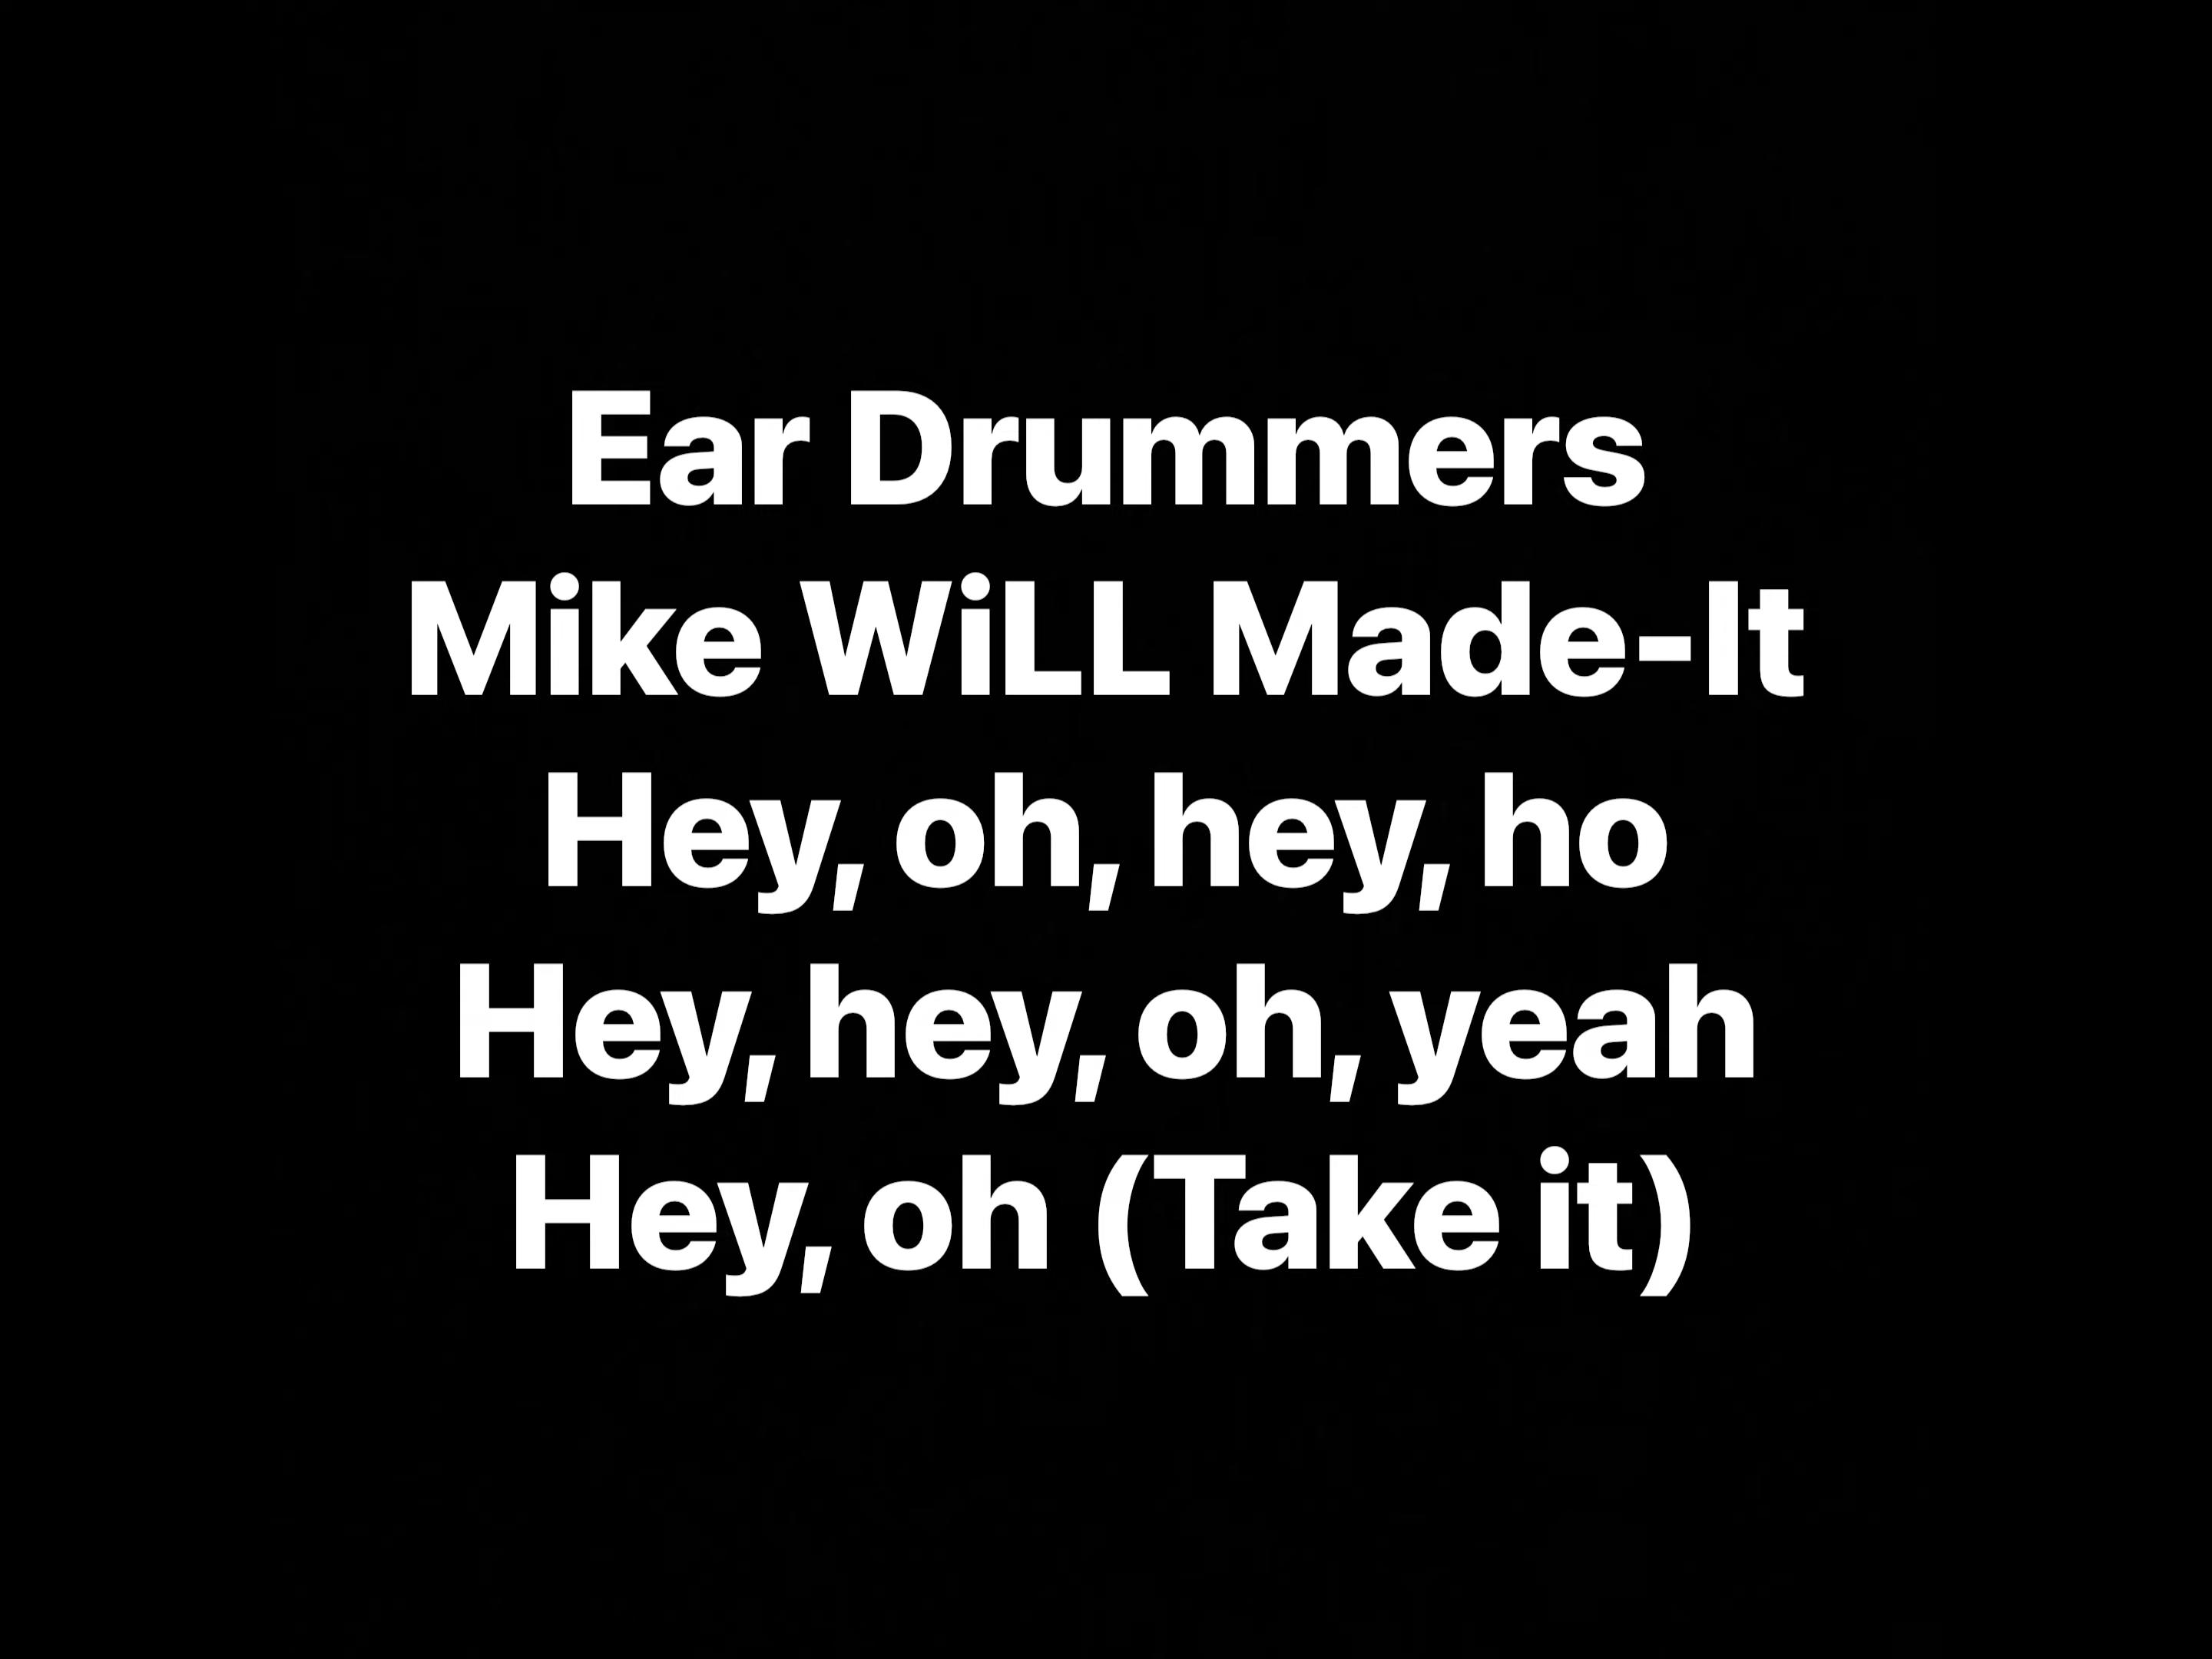 Ear Drummers
Mike WiLL Made-It
Hey, oh, hey, ho
Hey, hey, oh, yeah
Hey, oh (Take it)